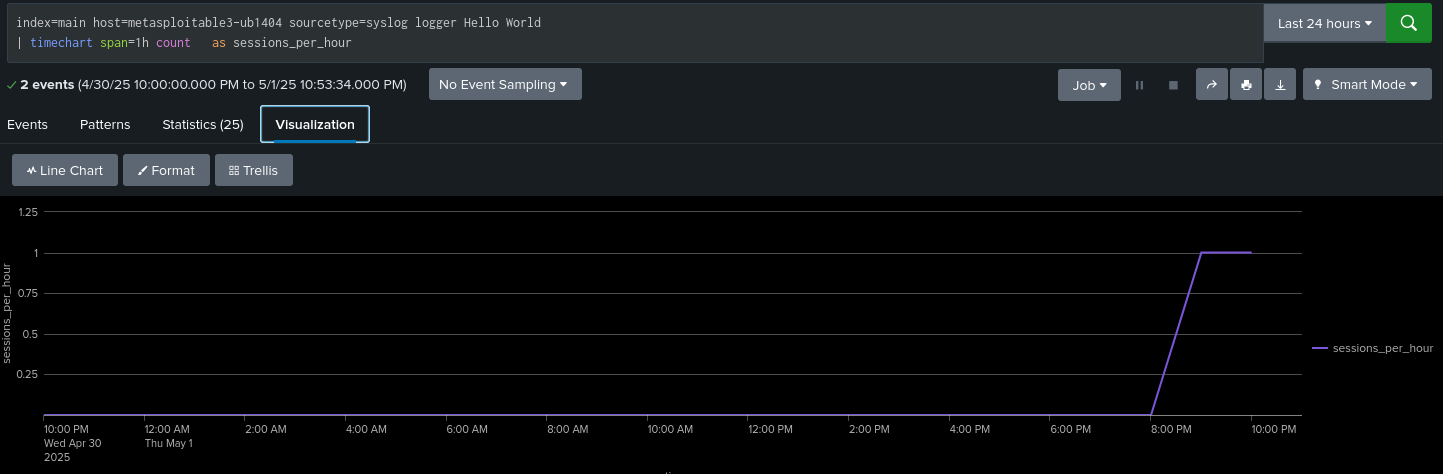 index=main host=metasploitable3-ub1404 sourcetype=syslog logger Hello World
| timechart span=1h count as sessions_per_hour
Last 24 hours
2 events (4/30/25 10:00:00.000 PM to 5/1/25 10:53:34.000 PM)
No Event Sampling
Job
Smart Mode
Events
Patterns
Statistics (25)
Visualization
Line Chart
Format
Trellis
sessions_per_hour
1.25
1
0.75
0.5
0.25
10:00 PM
Wed Apr 30
2025
12:00 AM
Thu May 1
2:00 AM
4:00 AM
6:00 AM
8:00 AM
10:00 AM
12:00 PM
2:00 PM
4:00 PM
6:00 PM
8:00 PM
10:00 PM
sessions_per_hour